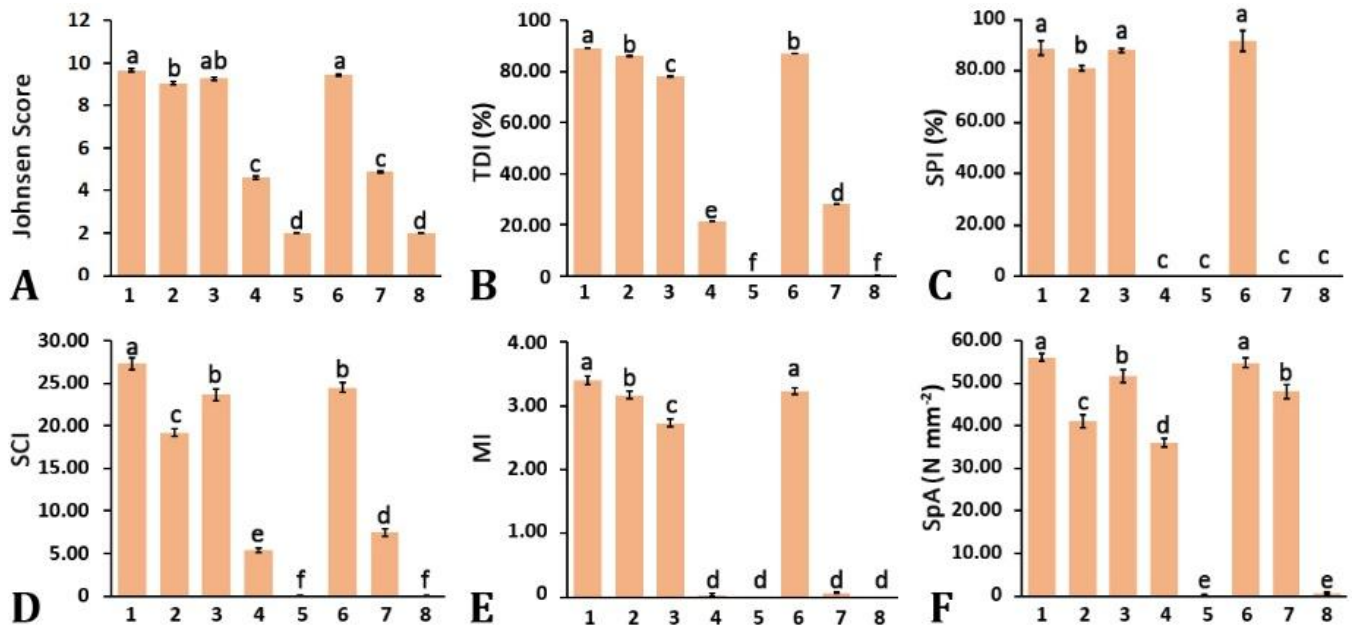 12
10
8
6
4
2
0
Johnsen Score
a b ab c d a c d
1 2 3 4 5 6 7 8
A
100
80.00
60.00
40.00
20.00
0
TDI (%)
a b c e f b d f
1 2 3 4 5 6 7 8
B
100
80.00
60.00
40.00
20.00
0
SPI (%)
a b a c c a c c
1 2 3 4 5 6 7 8
C
30.00
25.00
20.00
15.00
10.00
5.00
0
SCI
a c b e f b d f
1 2 3 4 5 6 7 8
D
4.00
3.00
2.00
1.00
0
MI
a b c d d a d d
1 2 3 4 5 6 7 8
E
60.00
50.00
40.00
30.00
20.00
10.00
0
SpA (N mm⁻²)
a c b d e a b e
1 2 3 4 5 6 7 8
F